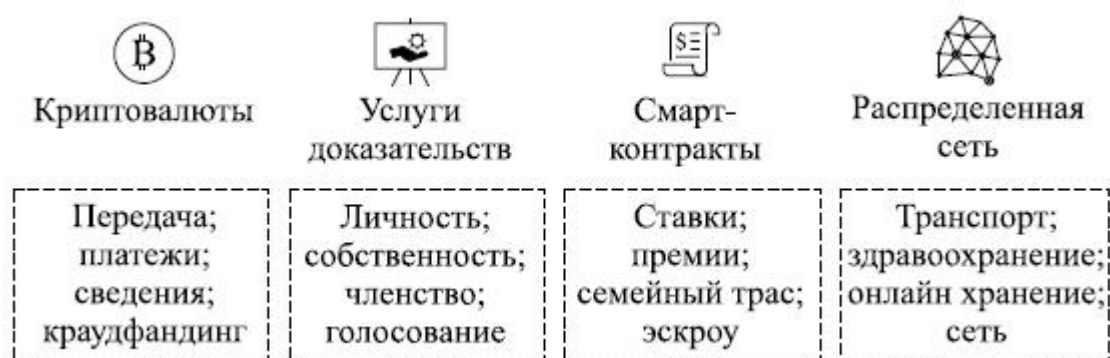 Криптовалюты
Услуги
доказательств
Смарт-
контракты
Распределенная
сеть
Передача;
платежи;
сведения;
краудфандинг
Личность;
собственность;
членство;
голосование
Ставки;
премии;
семейный трас;
эскроу
Транспорт;
здравоохранение;
онлайн хранение;
сеть